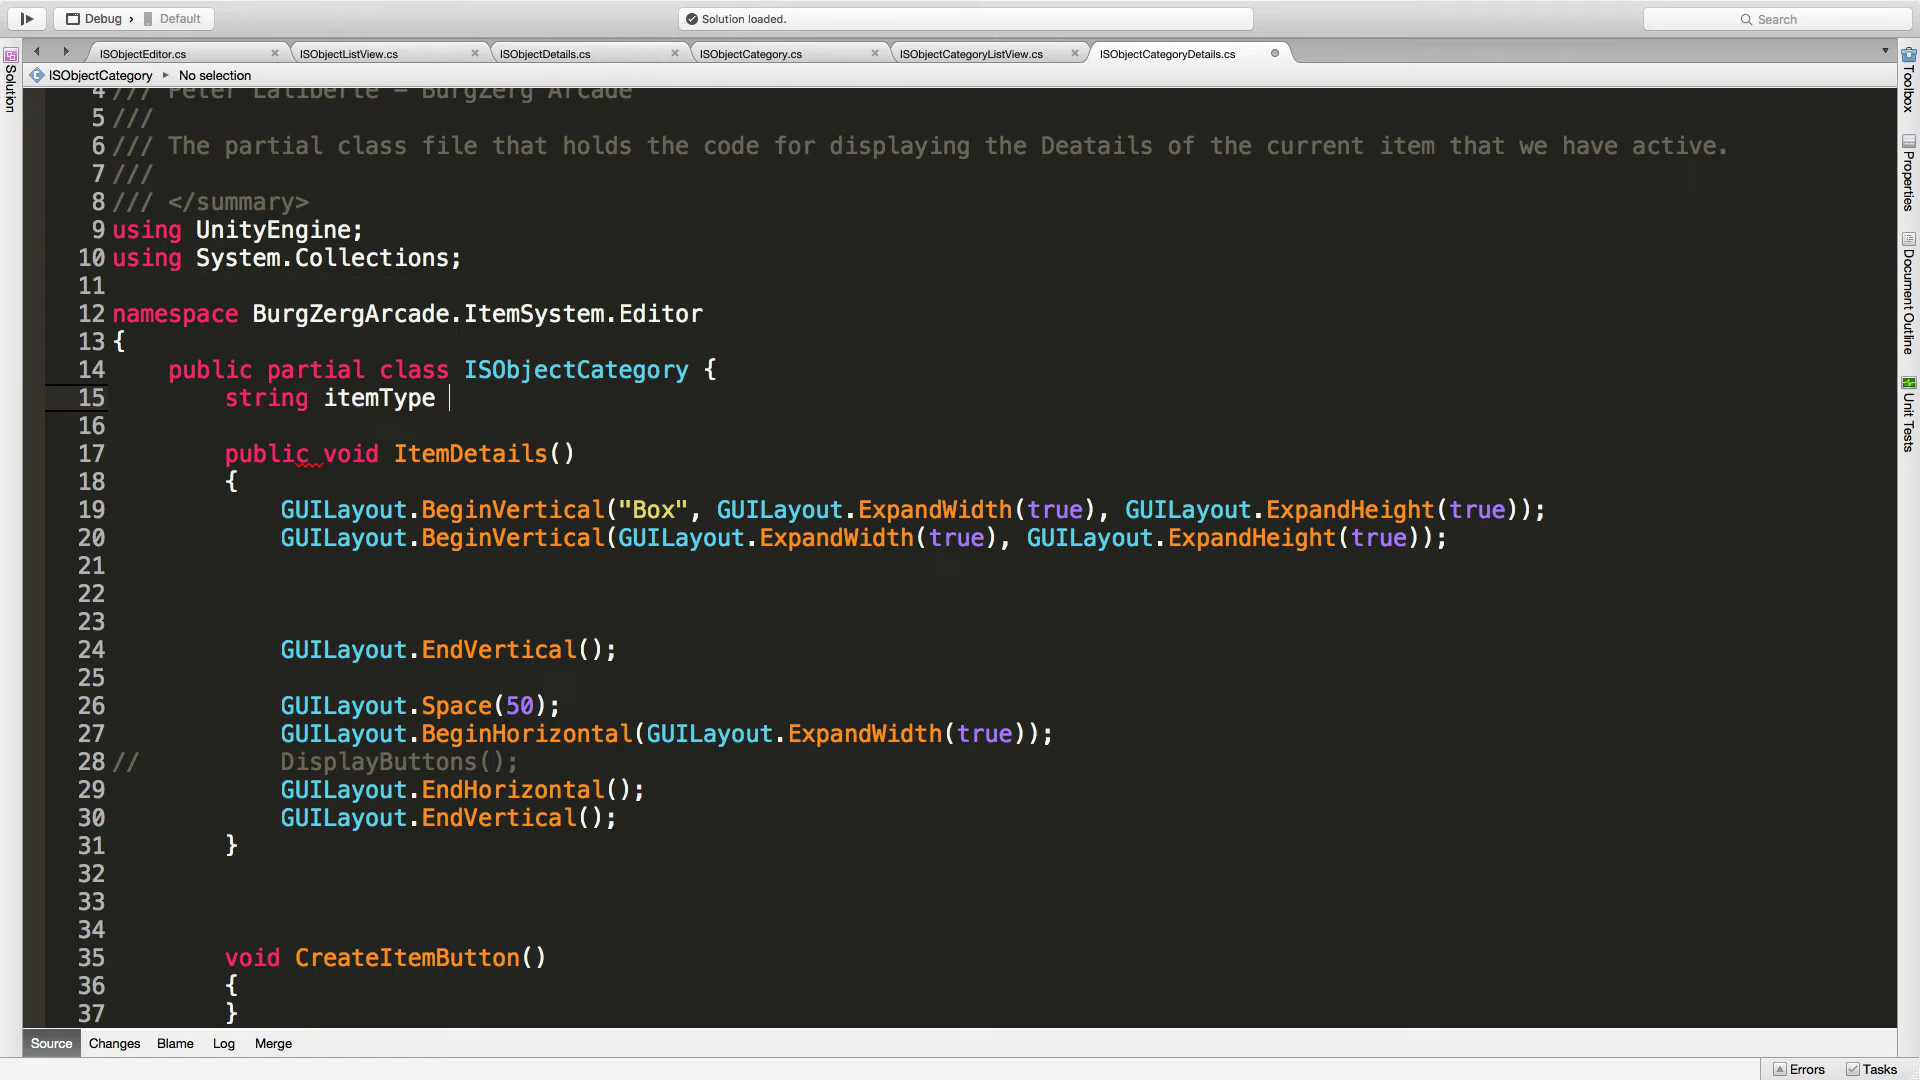 Debug › Default
Solution loaded.
Search
ISObjectEditor.cs
ISObjectListView.cs
ISObjectDetails.cs
ISObjectCategory.cs
ISObjectCategoryListView.cs
ISObjectCategoryDetails.cs
ISObjectCategory ▸ No selection
Solution
4 /// Peter Laliberte - BurgZerg Arcade
5 ///
6 /// The partial class file that holds the code for displaying the Deatails of the current item that we have active.
7 ///
8 /// </summary>
9 using UnityEngine;
10 using System.Collections;
11
12 namespace BurgZergArcade.ItemSystem.Editor
13 {
14 public partial class ISObjectCategory {
15 string itemType
16
17 public void ItemDetails()
18 {
19 GUILayout.BeginVertical("Box", GUILayout.ExpandWidth(true), GUILayout.ExpandHeight(true));
20 GUILayout.BeginVertical(GUILayout.ExpandWidth(true), GUILayout.ExpandHeight(true));
21
22
23
24 GUILayout.EndVertical();
25
26 GUILayout.Space(50);
27 GUILayout.BeginHorizontal(GUILayout.ExpandWidth(true));
28 // DisplayButtons();
29 GUILayout.EndHorizontal();
30 GUILayout.EndVertical();
31 }
32
33
34
35 void CreateItemButton()
36 {
37 }
Toolbox
Properties
Document Outline
Unit Tests
Source Changes Blame Log Merge
Errors Tasks